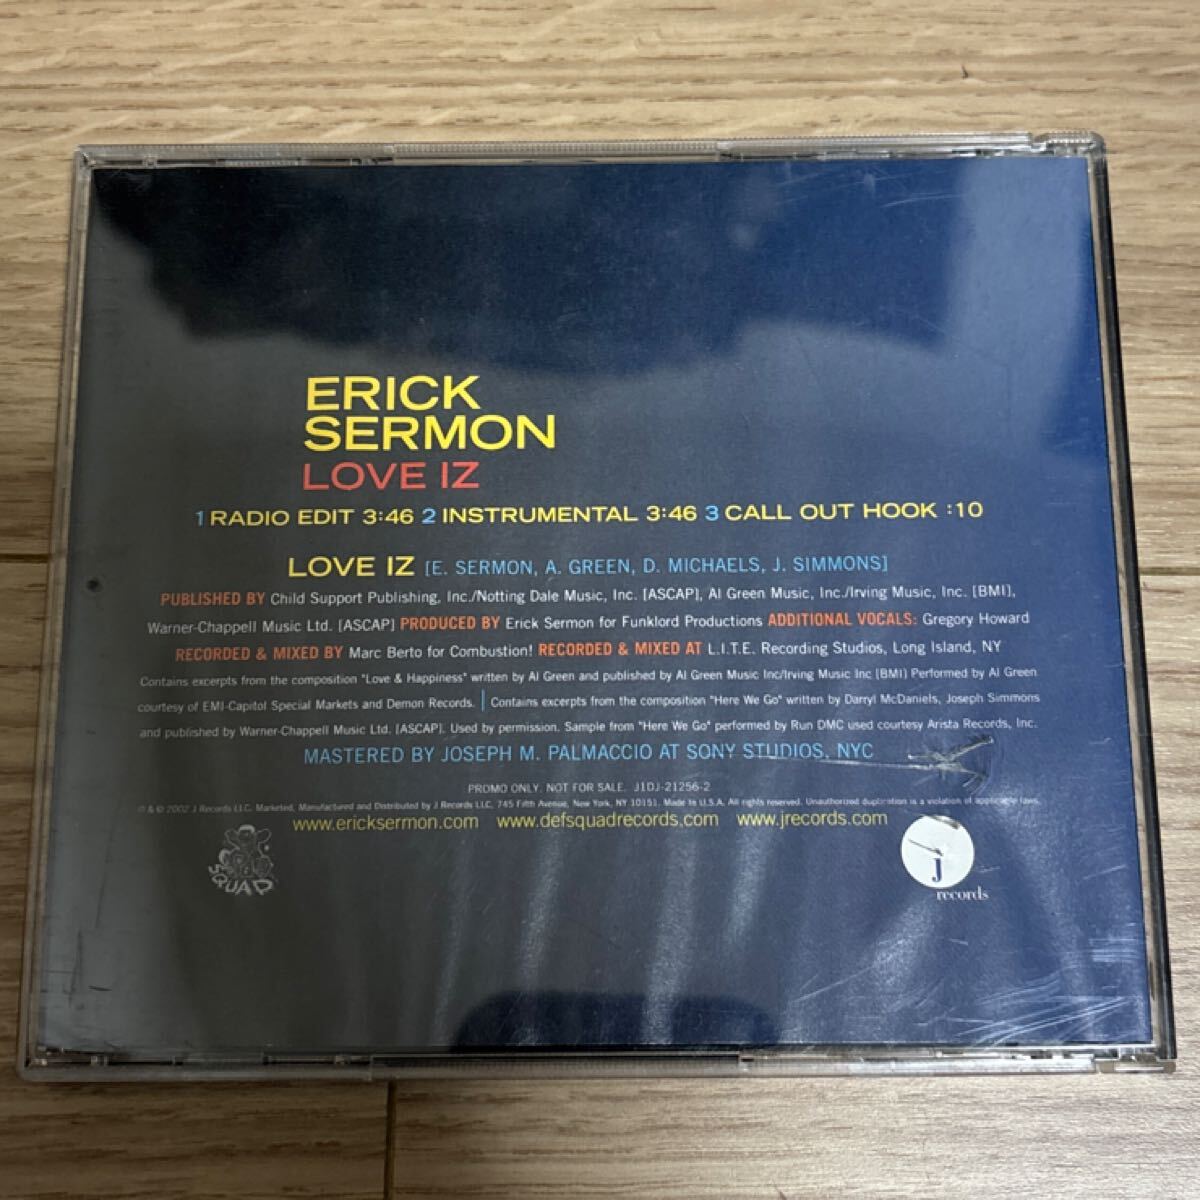 ERICK
SERMON
LOVE IZ
1 RADIO EDIT 3:46 2 INSTRUMENTAL 3:46 3 CALL OUT HOOK :10
LOVE IZ [E. SERMON, A. GREEN, D. MICHAELS, J. SIMMONS]
PUBLISHED BY Child Support Publishing, Inc./Notting Dale Music, Inc. [ASCAP], Al Green Music, Inc./Irving Music, Inc. [BMI],
Warner-Chappell Music Ltd. [ASCAP] PRODUCED BY Erick Sermon for Funklord Productions ADDITIONAL VOCALS: Gregory Howard
RECORDED & MIXED BY Marc Berto for Combustion! RECORDED & MIXED AT L.I.T.E. Recording Studios, Long Island, NY
Contains excerpts from the composition "Love & Happiness" written by Al Green and published by Al Green Music Inc/Irving Music Inc [BMI] Performed by Al Green
courtesy of EMI-Capitol Special Markets and Demon Records. | Contains excerpts from the composition "Here We Go" written by Darryl McDaniels, Joseph Simmons
and published by Warner-Chappell Music Ltd. [ASCAP]. Used by permission. Sample from "Here We Go" performed by Run DMC used courtesy Arista Records, Inc.
MASTERED BY JOSEPH M. PALMACCIO AT SONY STUDIOS, NYC
PROMO ONLY. NOT FOR SALE. J1DJ-21256-2
℗ & © 2002 J Records LLC. Marketed, Manufactured and Distributed by J Records LLC, 745 Fifth Avenue, New York, NY 10151. Made in U.S.A. All rights reserved. Unauthorized duplication is a violation of applicable laws.
www.ericksermon.com www.defsquadrecords.com www.jrecords.com
SQUAD
J
records